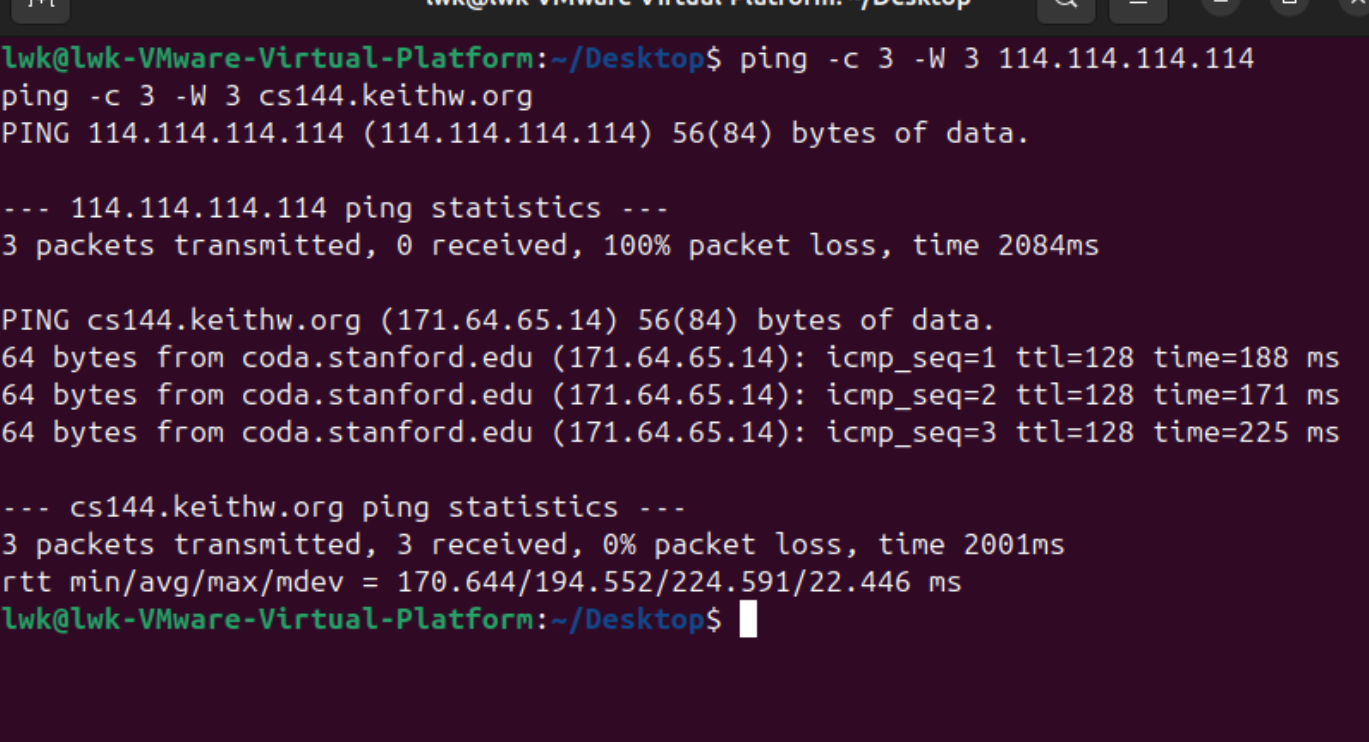 lwk@lwk-VMware-Virtual-Platform: ~/Desktop
lwk@lwk-VMware-Virtual-Platform:~/Desktop$ ping -c 3 -W 3 114.114.114.114
ping -c 3 -W 3 cs144.keithw.org
PING 114.114.114.114 (114.114.114.114) 56(84) bytes of data.
--- 114.114.114.114 ping statistics ---
3 packets transmitted, 0 received, 100% packet loss, time 2084ms
PING cs144.keithw.org (171.64.65.14) 56(84) bytes of data.
64 bytes from coda.stanford.edu (171.64.65.14): icmp_seq=1 ttl=128 time=188 ms
64 bytes from coda.stanford.edu (171.64.65.14): icmp_seq=2 ttl=128 time=171 ms
64 bytes from coda.stanford.edu (171.64.65.14): icmp_seq=3 ttl=128 time=225 ms
--- cs144.keithw.org ping statistics ---
3 packets transmitted, 3 received, 0% packet loss, time 2001ms
rtt min/avg/max/mdev = 170.644/194.552/224.591/22.446 ms
lwk@lwk-VMware-Virtual-Platform:~/Desktop$